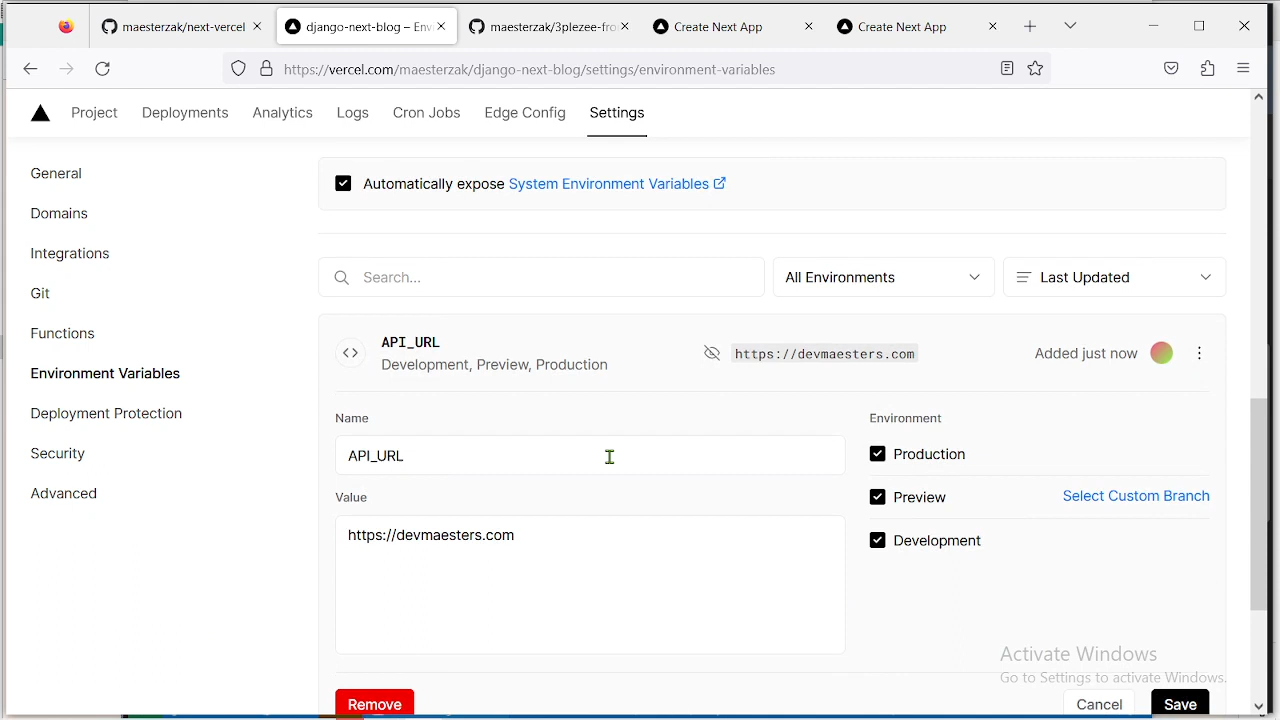 maesterzak/next-vercel
django-next-blog – Env
maesterzak/3plezee-fro
Create Next App
Create Next App
https://vercel.com/maesterzak/django-next-blog/settings/environment-variables
Project Deployments Analytics Logs Cron Jobs Edge Config Settings
General
Domains
Integrations
Git
Functions
Environment Variables
Deployment Protection
Security
Advanced
Automatically expose System Environment Variables
Search...
All Environments
Last Updated
API_URL
Development, Preview, Production
https://devmaesters.com
Added just now
Name
API_URL
Value
https://devmaesters.com
Environment
Production
Preview
Select Custom Branch
Development
Remove
Cancel
Save
Activate Windows
Go to Settings to activate Windows.